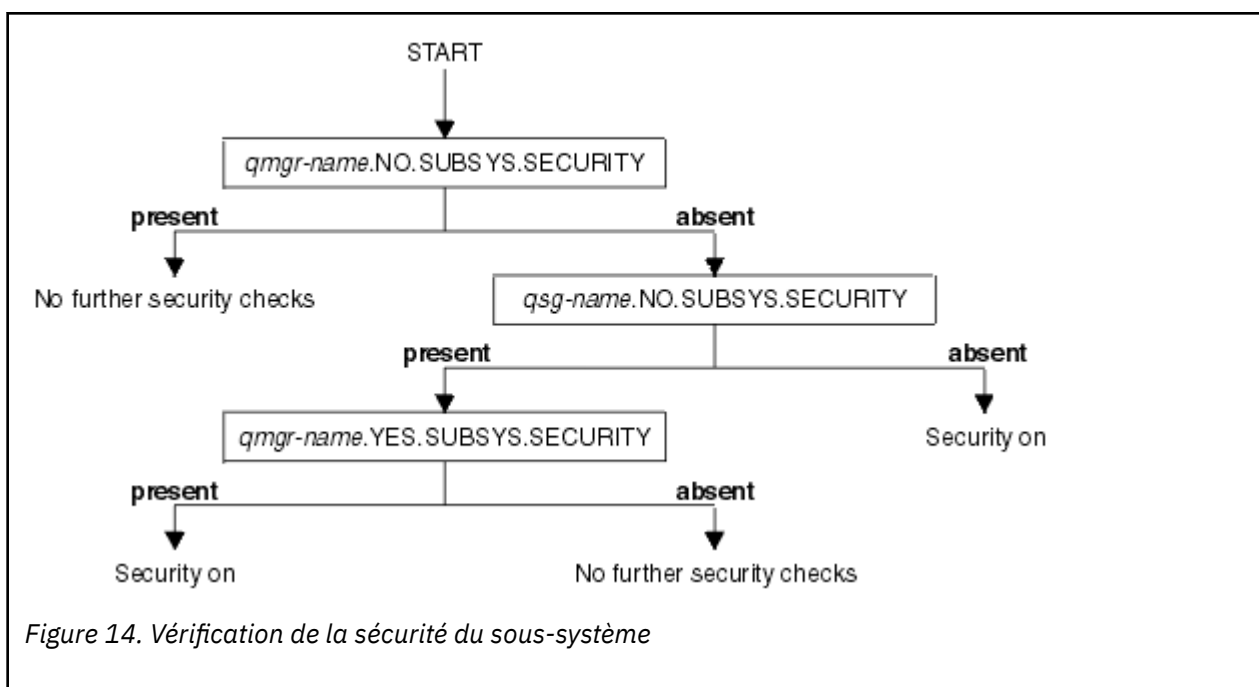 START
qmgr-name.NO.SUBSYS.SECURITY
present
absent
No further security checks
qsg-name.NO.SUBSYS.SECURITY
present
absent
qmgr-name.YES.SUBSYS.SECURITY
Security on
present
absent
Security on
No further security checks
Figure 14. Vérification de la sécurité du sous-système